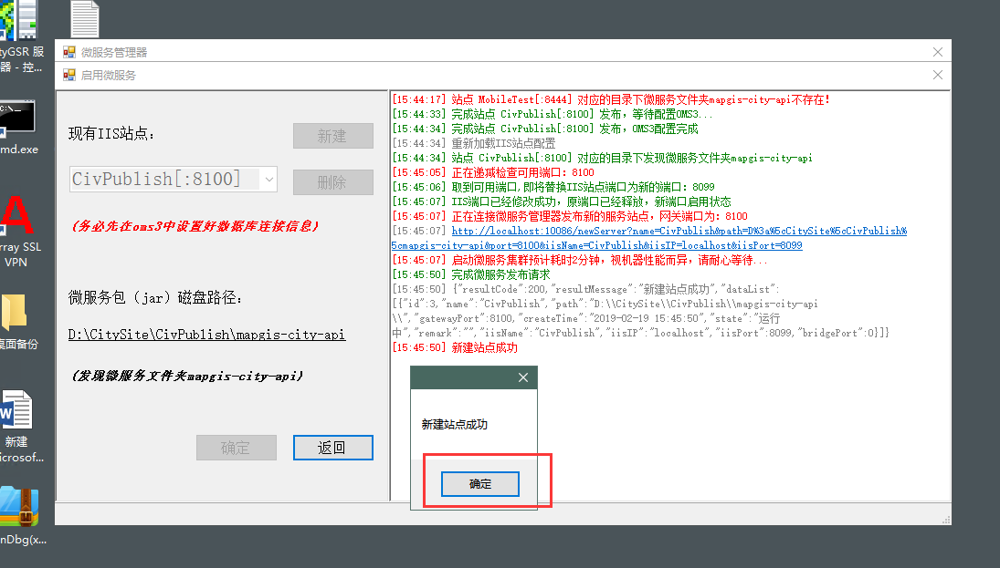 tyGSR 服
器 - 控...
md.exe
rray SSL
VPN
桌面备份
新建
icrosof...
nDbg(x...
微服务管理器
启用微服务
现有IIS站点:
新建
CivPublish[:8100]
删除
(务必先在oms3中设置好数据库连接信息)
微服务包（jar）磁盘路径:
D:\CitySite\CivPublish\mapgis-city-api
(发现微服务文件夹mapgis-city-api)
确定
返回
[15:44:17] 站点 MobileTest[:8444] 对应的目录下微服务文件夹mapgis-city-api不存在!
[15:44:33] 完成站点 CivPublish[:8100] 发布，等待配置OMS3...
[15:44:34] 完成站点 CivPublish[:8100] 发布，OMS3配置完成
[15:44:34] 重新加载IIS站点配置
[15:44:34] 站点 CivPublish[:8100] 对应的目录下发现微服务文件夹mapgis-city-api
[15:45:05] 正在递减检查可用端口: 8100
[15:45:06] 取到可用端口,即将替换IIS站点端口为新的端口: 8099
[15:45:07] IIS端口已经修改成功，原端口已经释放，新端口启用状态
[15:45:07] 正在连接微服务管理器发布新的服务站点，网关端口为: 8100
[15:45:07] http://localhost:10086/newServer?name=CivPublish&path=D%3a%5cCitySite%5cCivPublish%
5cmapgis-city-api&port=8100&iisName=CivPublish&iisIP=localhost&iisPort=8099
[15:45:07] 启动微服务集群预计耗时2分钟，视机器性能而异，请耐心等待...
[15:45:50] 完成微服务发布请求
[15:45:50] {"resultCode":200,"resultMessage":"新建站点成功","dataList":
[{"id":3,"name":"CivPublish","path":"D:\\CitySite\\CivPublish\\mapgis-city-api
\\","gatewayPort":8100,"createTime":"2019-02-19 15:45:50","state":"运行
中","remark":"","iisName":"CivPublish","iisIP":"localhost","iisPort":8099,"bridgePort":0}]}
[15:45:50] 新建站点成功
新建站点成功
确定